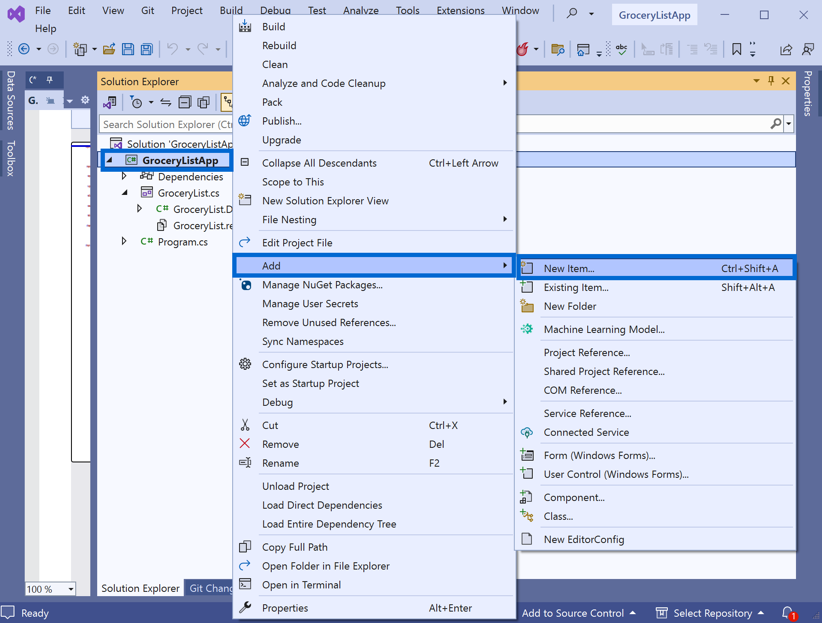 File Edit View Git Project Build Debug Test Analyze Tools Extensions Window
GroceryListApp
Help
Data Sources
Toolbox
G.
100 %
Solution Explorer
Search Solution Explorer (Ctr
Solution 'GroceryListAp
GroceryListApp
Dependencies
GroceryList.cs
GroceryList.D
GroceryList.re
Program.cs
Solution Explorer Git Chang
Build
Rebuild
Clean
Analyze and Code Cleanup
Pack
Publish...
Upgrade
Collapse All Descendants Ctrl+Left Arrow
Scope to This
New Solution Explorer View
File Nesting
Edit Project File
Add
Manage NuGet Packages...
Manage User Secrets
Remove Unused References...
Sync Namespaces
Configure Startup Projects...
Set as Startup Project
Debug
Cut Ctrl+X
Remove Del
Rename F2
Unload Project
Load Direct Dependencies
Load Entire Dependency Tree
Copy Full Path
Open Folder in File Explorer
Open in Terminal
Properties Alt+Enter
New Item... Ctrl+Shift+A
Existing Item... Shift+Alt+A
New Folder
Machine Learning Model...
Project Reference...
Shared Project Reference...
COM Reference...
Service Reference...
Connected Service
Form (Windows Forms)...
User Control (Windows Forms)...
Component...
Class...
New EditorConfig
Properties
Ready
Add to Source Control
Select Repository
1